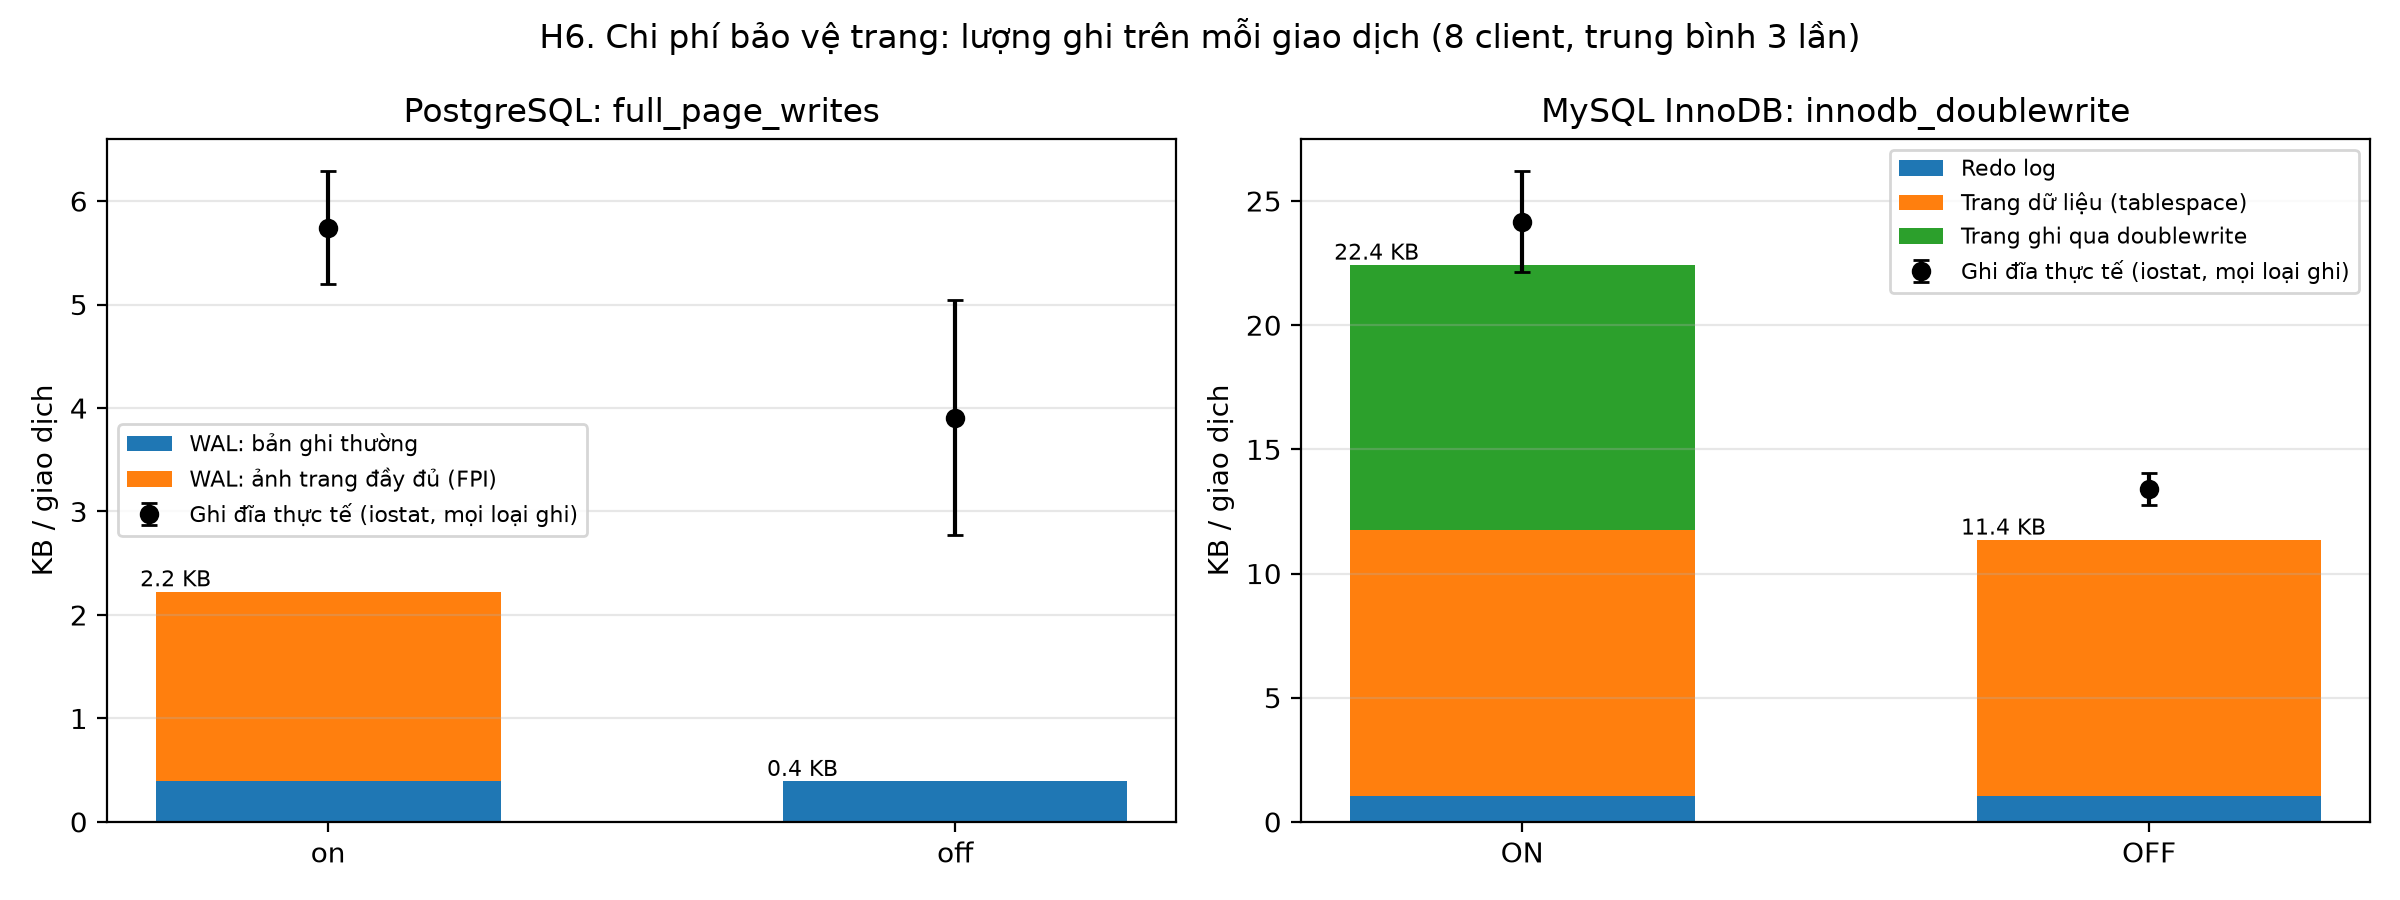 H6. Chi phí bảo vệ trang: lượng ghi trên mỗi giao dịch (8 client, trung bình 3 lần)
PostgreSQL: full_page_writes
KB / giao dịch
6
5
4
3
2
1
0
WAL: bản ghi thường
WAL: ảnh trang đầy đủ (FPI)
Ghi đĩa thực tế (iostat, mọi loại ghi)
2.2 KB
0.4 KB
on
off
MySQL InnoDB: innodb_doublewrite
KB / giao dịch
25
20
15
10
5
0
Redo log
Trang dữ liệu (tablespace)
Trang ghi qua doublewrite
Ghi đĩa thực tế (iostat, mọi loại ghi)
22.4 KB
11.4 KB
ON
OFF